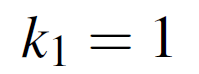 k₁ = 1